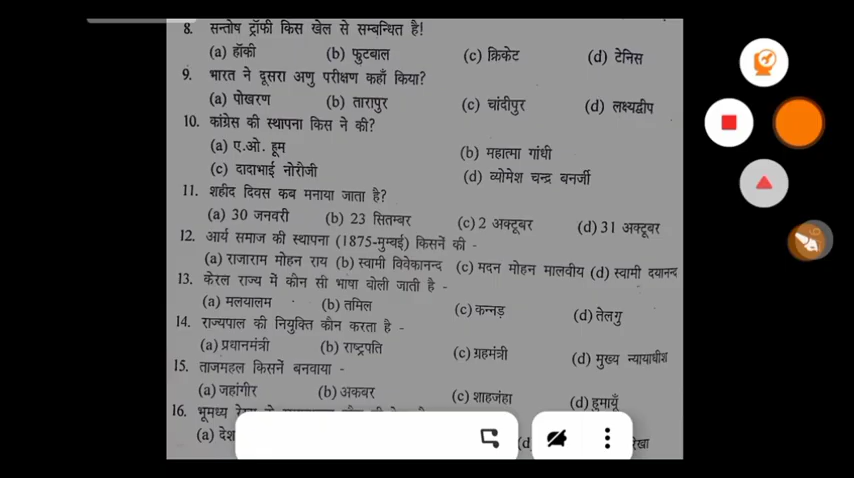 8. सन्तोष ट्रॉफी किस खेल से सम्बन्धित है!
(a) हॉकी (b) फुटबाल (c) क्रिकेट (d) टेनिस
9. भारत ने दूसरा अणु परीक्षण कहाँ किया?
(a) पोखरण (b) तारापुर (c) चांदीपुर (d) लक्ष्यद्वीप
10. कांग्रेस की स्थापना किस ने की?
(a) ए.ओ. हूम (b) महात्मा गांधी
(c) दादाभाई नोरीजी (d) व्योमेश चन्द्र बनर्जी
11. शहीद दिवस कब मनाया जाता है?
(a) 30 जनवरी (b) 23 सितम्बर (c) 2 अक्टूबर (d) 31 अक्टूबर
12. आर्य समाज की स्थापना (1875-मुम्बई) किसनें की -
(a) राजाराम मोहन राय (b) स्वामी विवेकानन्द (c) मदन मोहन मालवीय (d) स्वामी दयानन्द
13. केरल राज्य में कौन सी भाषा बोली जाती है -
(a) मलयालम (b) तमिल (c) कन्नड़ (d) तेलगु
14. राज्यपाल की नियुक्ति कौन करता है -
(a) प्रधानमंत्री (b) राष्ट्रपति (c) ग्रहमंत्री (d) मुख्य न्यायाधीश
15. ताजमहल किसनें बनवाया -
(a) जहांगीर (b) अकबर (c) शाहजंहा (d) हुमायूँ
16. भूमध्य
(a) (d